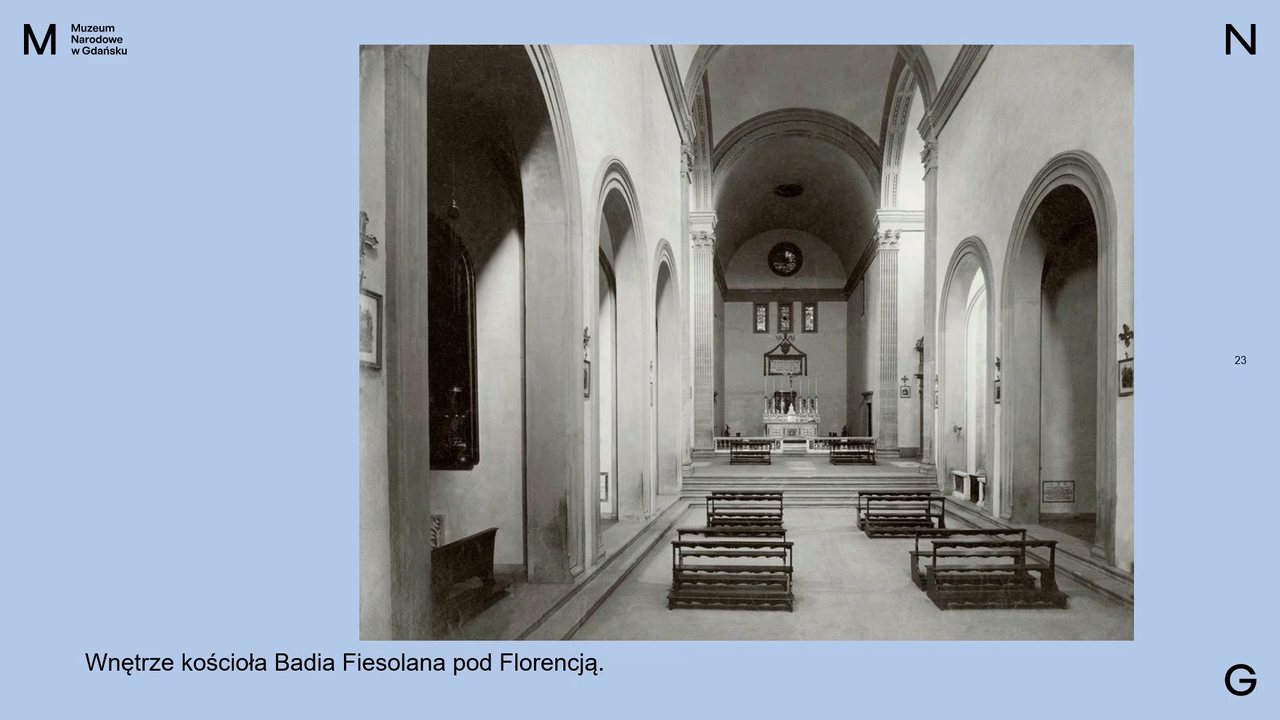 M
Muzeum
Narodowe
w Gdańsku
N
23
Wnętrze kościoła Badia Fiesolana pod Florencją.
G